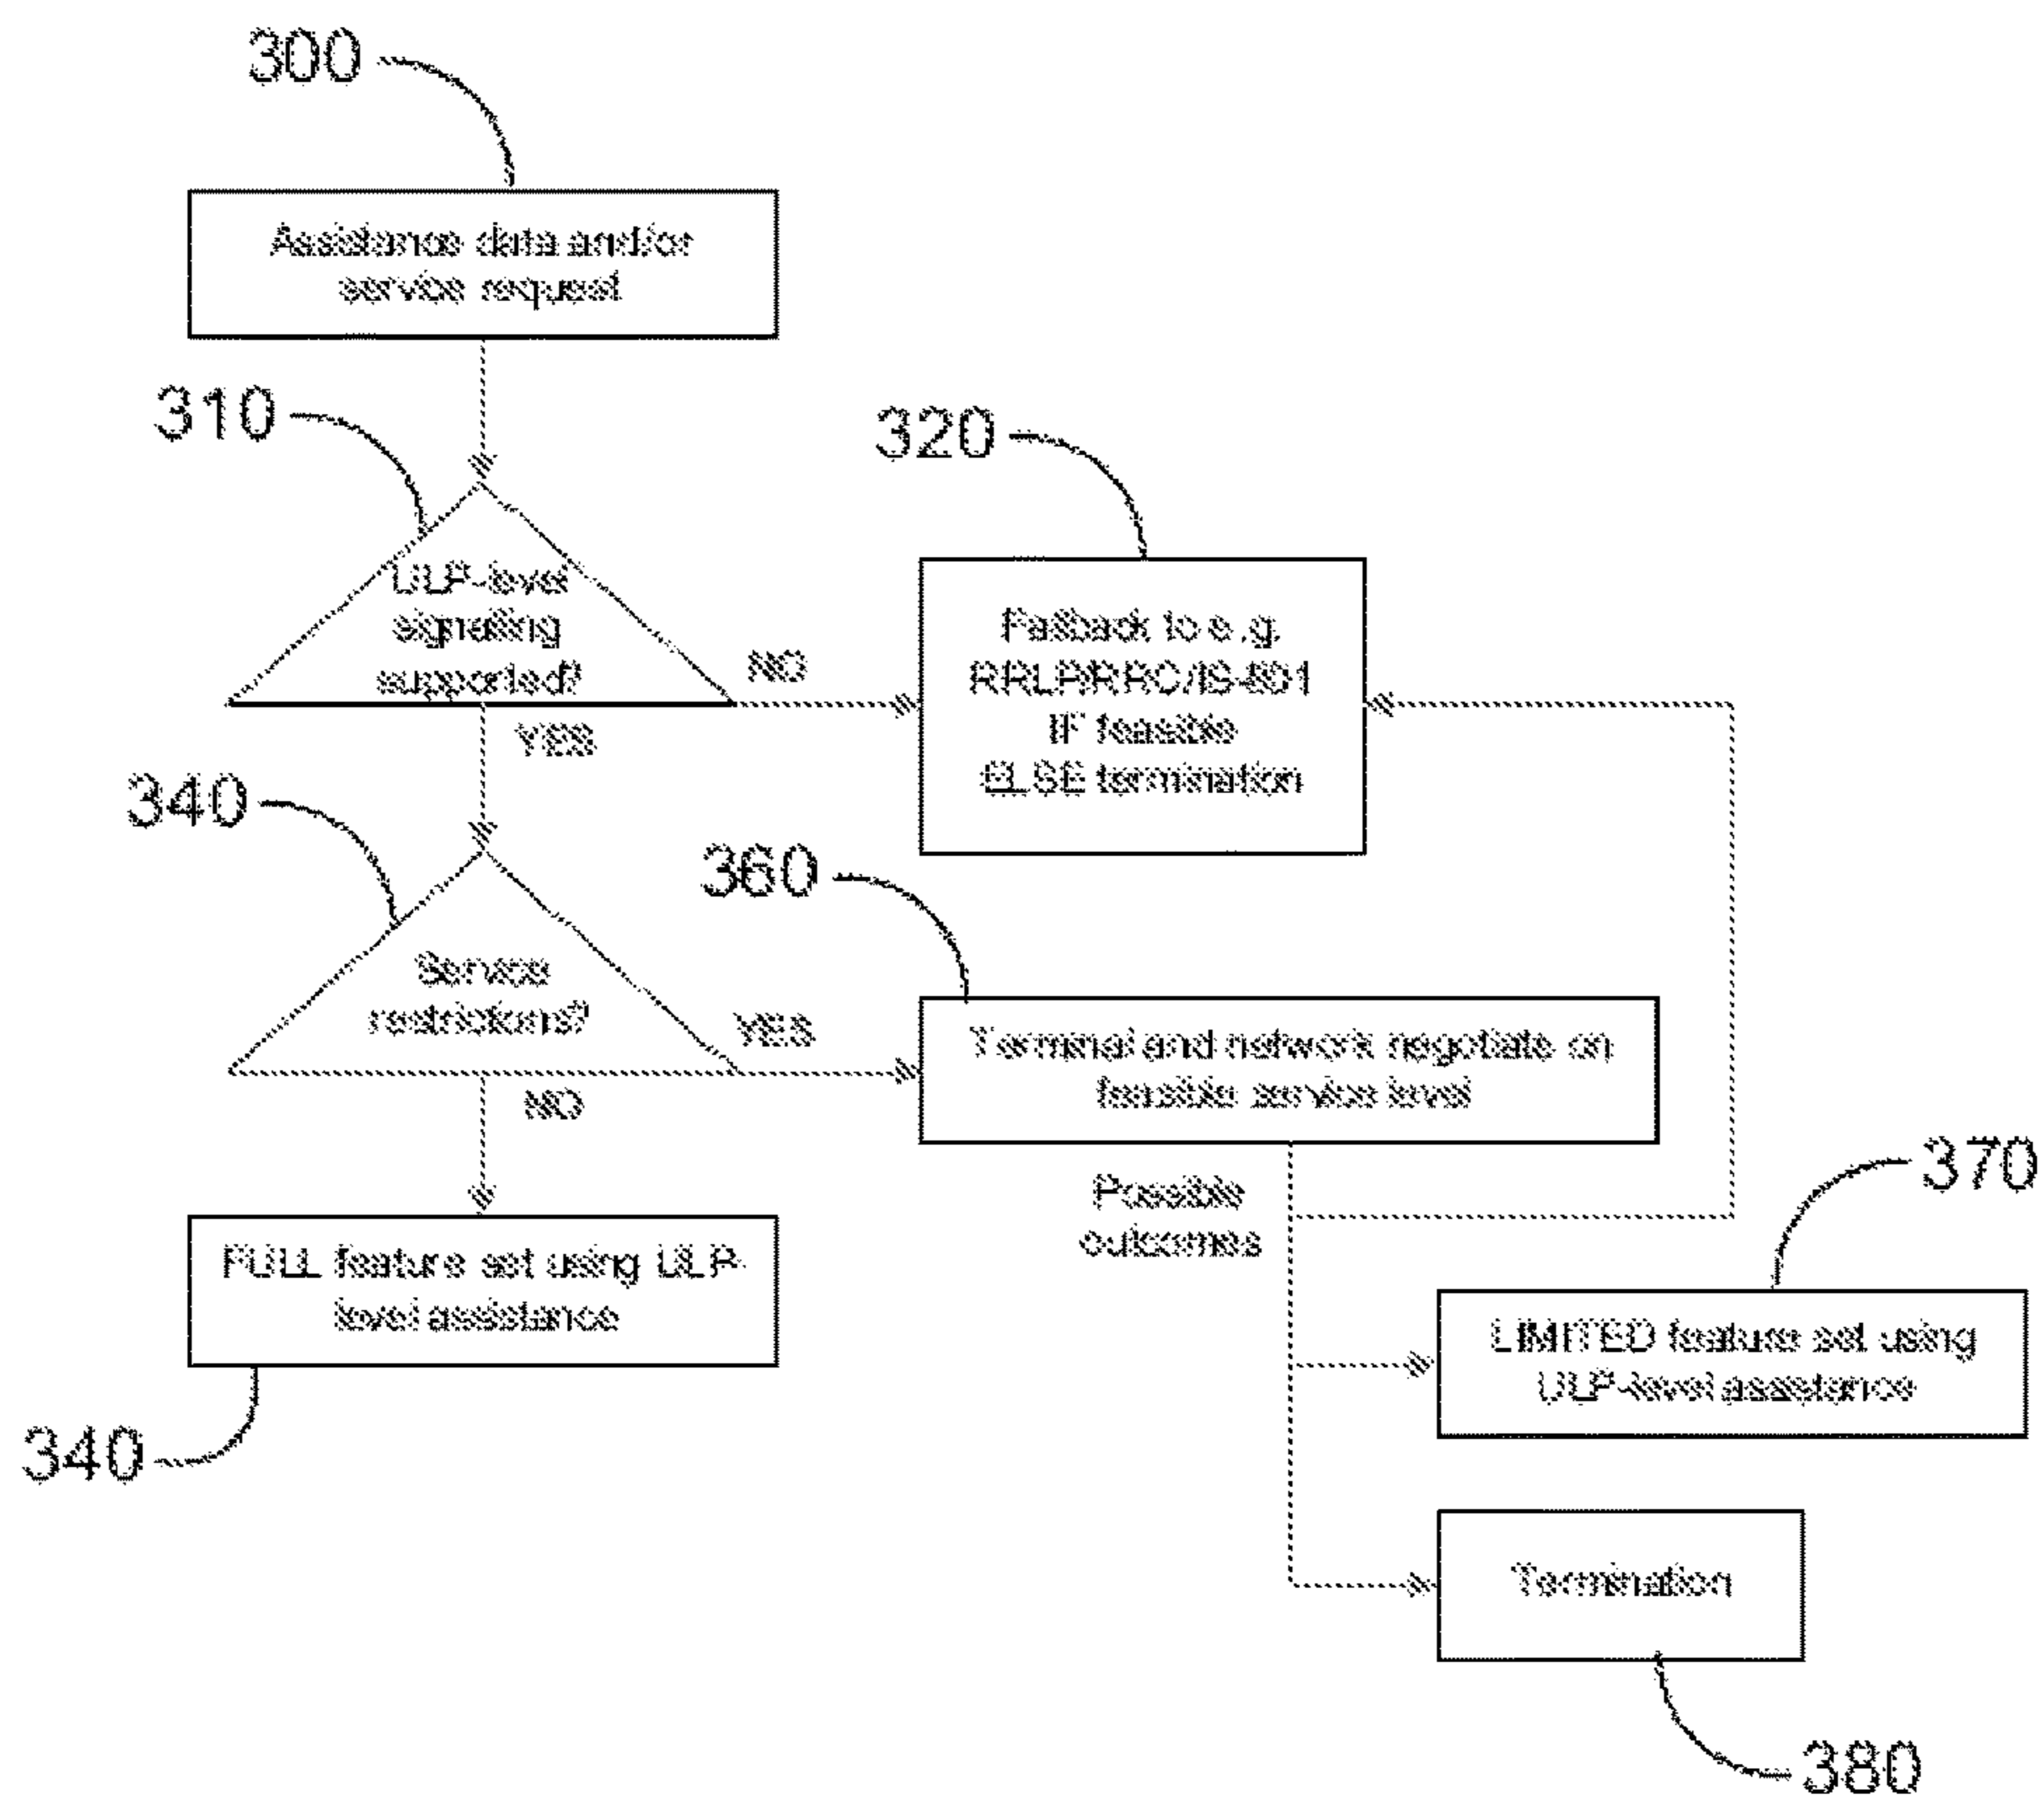 300
Assistance data and/or
service request
310
ULP-level
signalling
supported?
NO
YES
320
Fallback to e.g.
RRLP/RRC/IS-801
IF feasible
ELSE termination
340
Service
restrictions?
YES
NO
360
Terminal and network negotiate on
feasible service level
Possible
outcomes
FULL feature set using ULP-
level assistance
340
370
LIMITED feature set using
ULP-level assistance
Termination
380